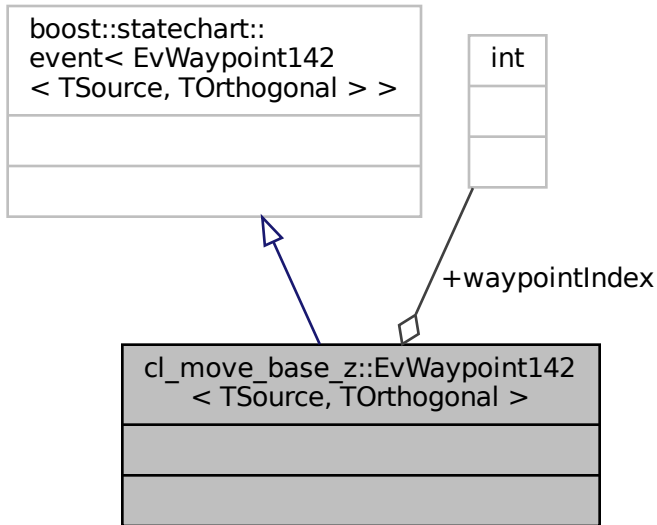 boost::statechart::
event< EvWaypoint142
< TSource, TOrthogonal > >
int
+waypointIndex
cl_move_base_z::EvWaypoint142
< TSource, TOrthogonal >